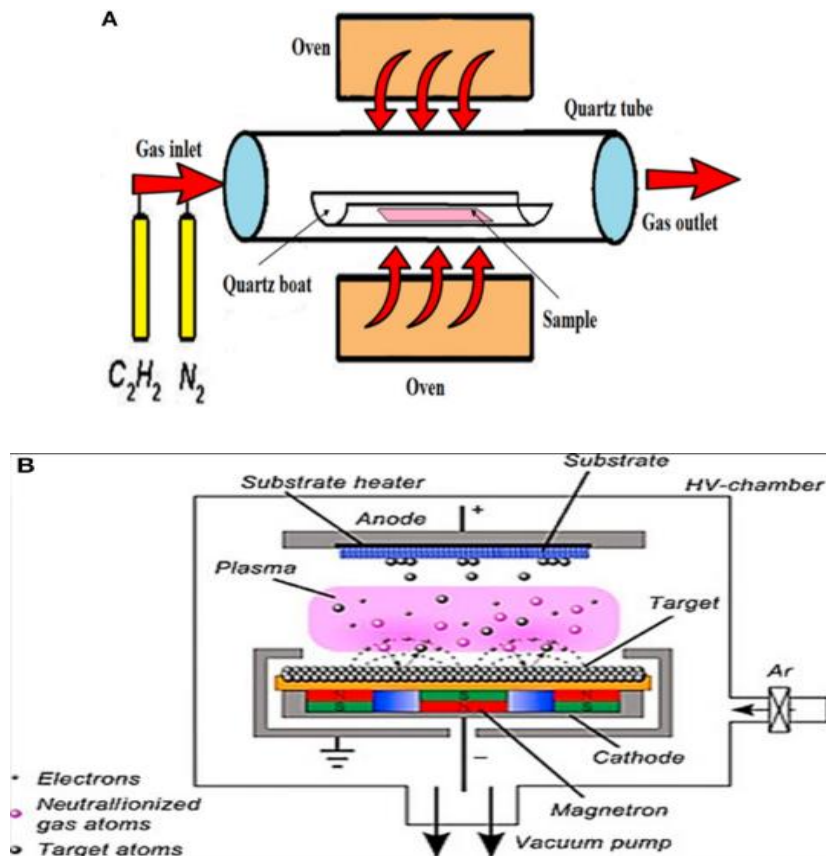 A
Oven
Quartz tube
Gas inlet
Gas outlet
Quartz boat
Sample
C₂H₂ N₂
Oven
B
Substrate
Substrate heater
HV-chamber
Anode +
Plasma
Target
Ar
Cathode
−
Electrons
Magnetron
Neutral/ionized
gas atoms
Target atoms
Vacuum pump